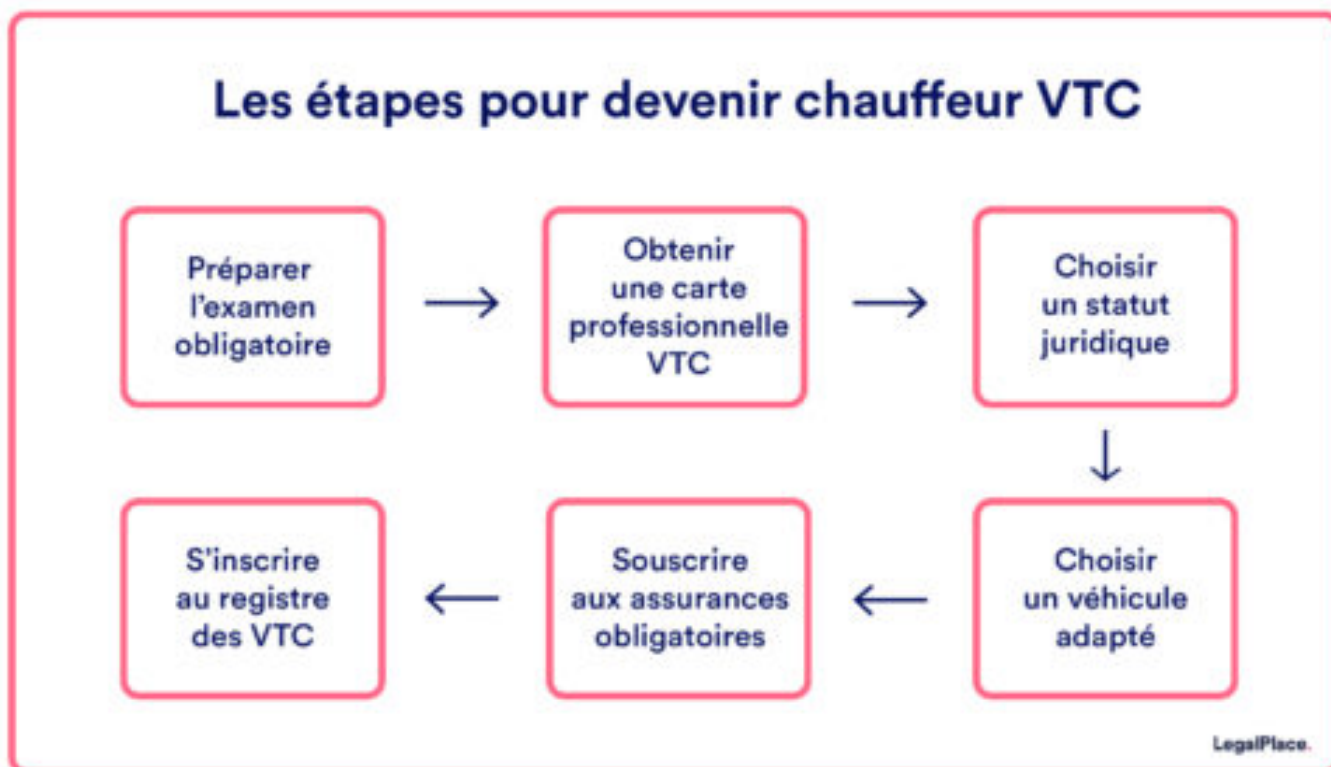 Les étapes pour devenir chauffeur VTC
Préparer
l'examen
obligatoire
Obtenir
une carte
professionnelle
VTC
Choisir
un statut
juridique
Choisir
un véhicule
adapté
Souscrire
aux assurances
obligatoires
S'inscrire
au registre
des VTC
LegalPlace.